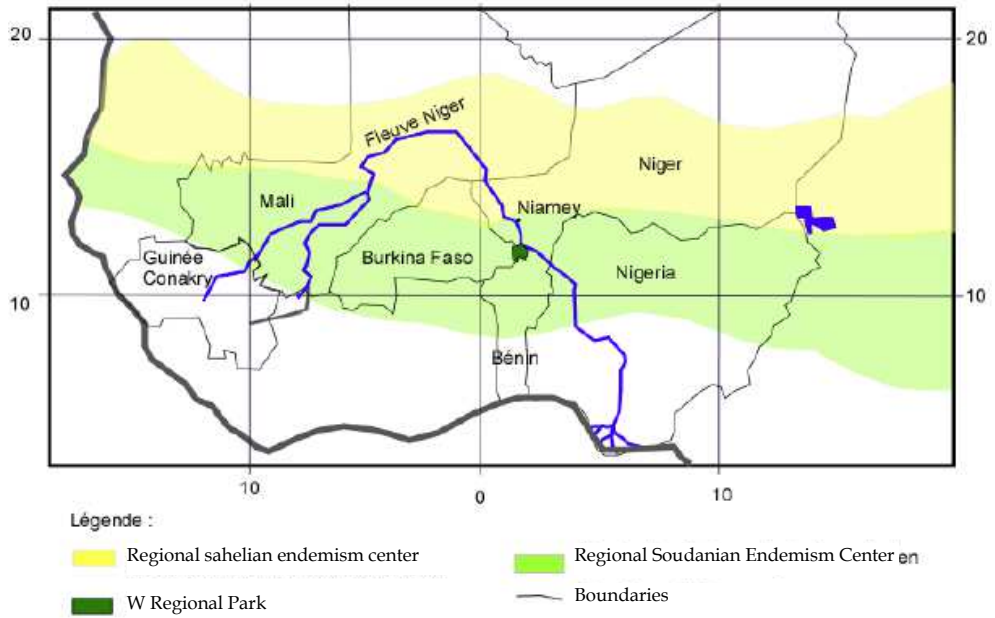 20
20
Fleuve Niger
Niger
Mali
Niamey
Guinée
Conakry
Burkina Faso
Nigeria
10
10
Bénin
10
0
10
Légende :
Regional sahelian endemism center
Regional Soudanian Endemism Center en
W Regional Park
Boundaries